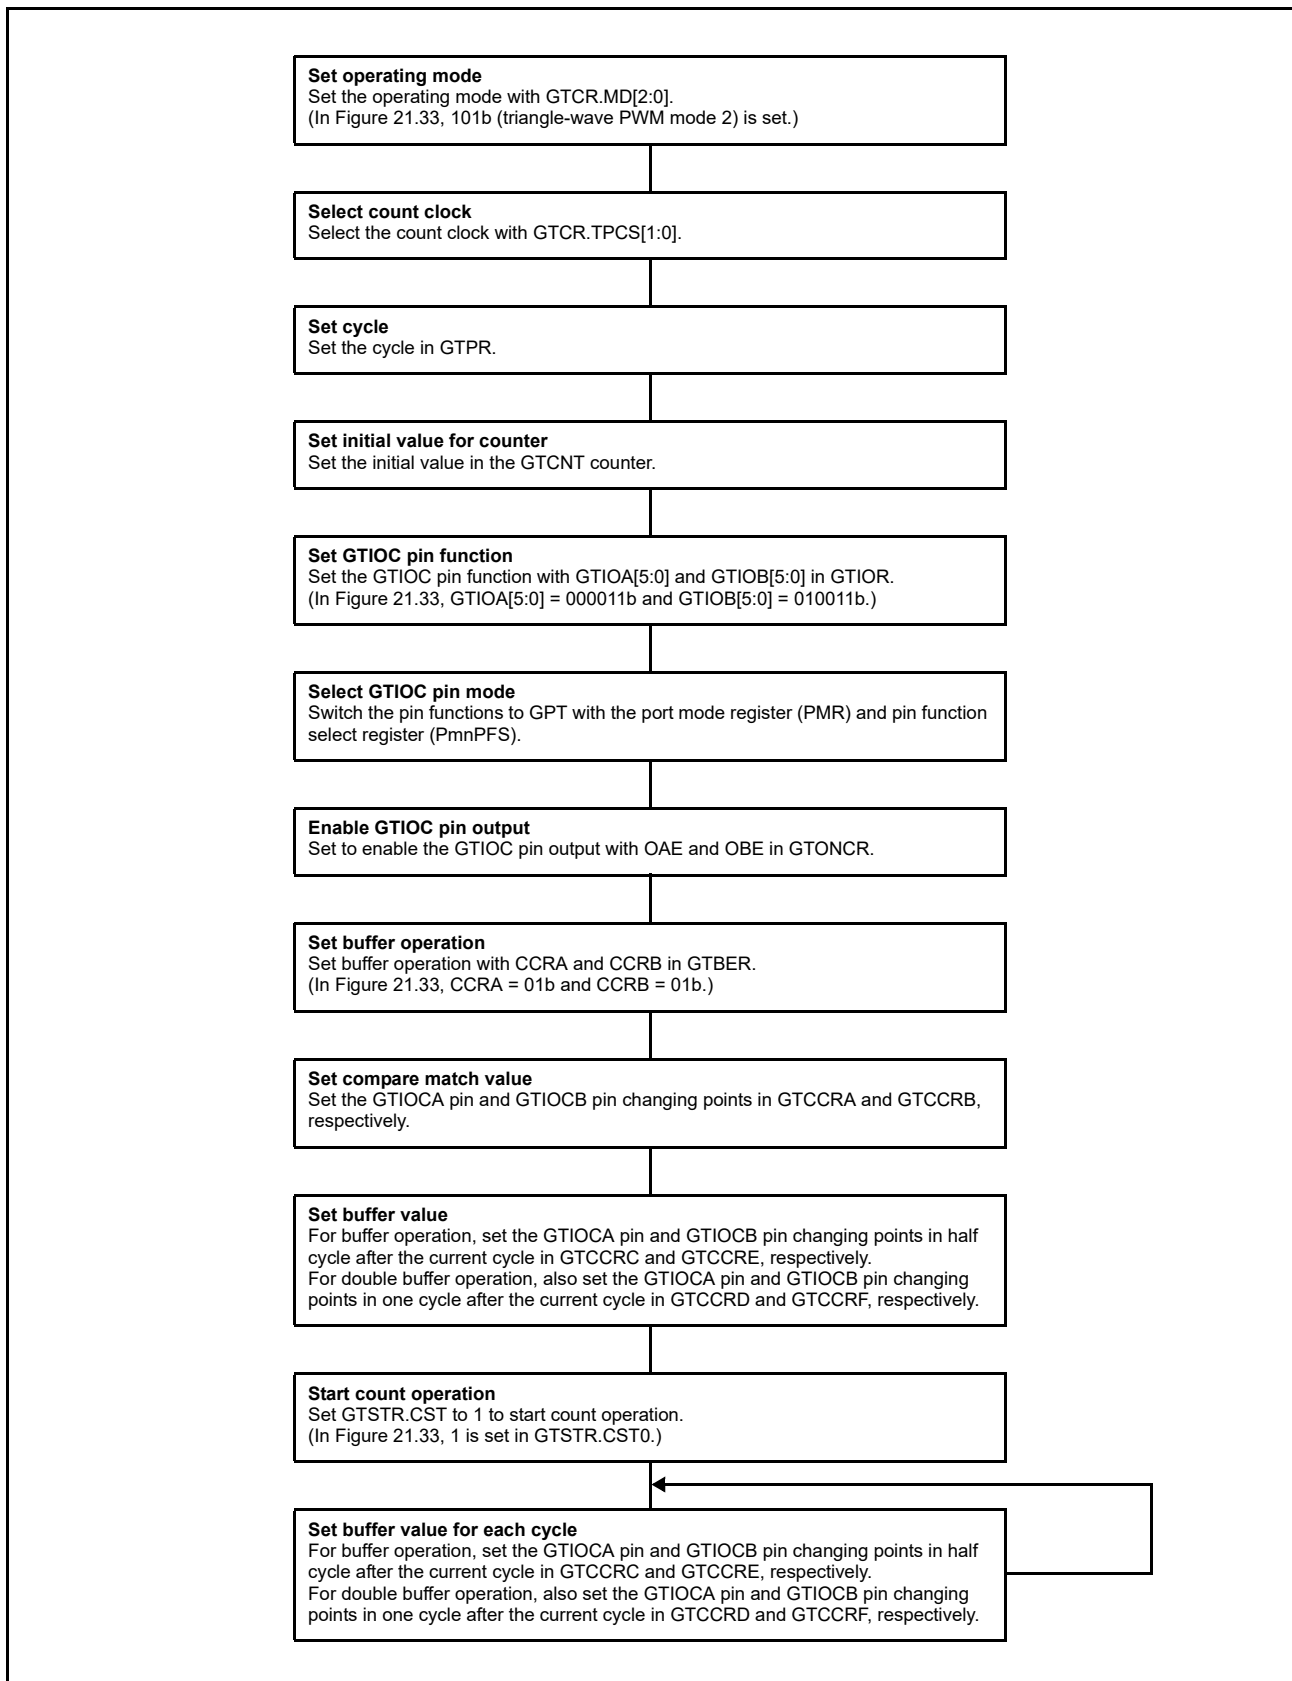 Set operating mode
Set the operating mode with GTCR.MD[2:0].
(In Figure 21.33, 101b (triangle-wave PWM mode 2) is set.)
Select count clock
Select the count clock with GTCR.TPCS[1:0].
Set cycle
Set the cycle in GTPR.
Set initial value for counter
Set the initial value in the GTCNT counter.
Set GTIOC pin function
Set the GTIOC pin function with GTIOA[5:0] and GTIOB[5:0] in GTIOR.
(In Figure 21.33, GTIOA[5:0] = 000011b and GTIOB[5:0] = 010011b.)
Select GTIOC pin mode
Switch the pin functions to GPT with the port mode register (PMR) and pin function
select register (PmnPFS).
Enable GTIOC pin output
Set to enable the GTIOC pin output with OAE and OBE in GTONCR.
Set buffer operation
Set buffer operation with CCRA and CCRB in GTBER.
(In Figure 21.33, CCRA = 01b and CCRB = 01b.)
Set compare match value
Set the GTIOCA pin and GTIOCB pin changing points in GTCCRA and GTCCRB,
respectively.
Set buffer value
For buffer operation, set the GTIOCA pin and GTIOCB pin changing points in half
cycle after the current cycle in GTCCRC and GTCCRE, respectively.
For double buffer operation, also set the GTIOCA pin and GTIOCB pin changing
points in one cycle after the current cycle in GTCCRD and GTCCRF, respectively.
Start count operation
Set GTSTR.CST to 1 to start count operation.
(In Figure 21.33, 1 is set in GTSTR.CST0.)
Set buffer value for each cycle
For buffer operation, set the GTIOCA pin and GTIOCB pin changing points in half
cycle after the current cycle in GTCCRC and GTCCRE, respectively.
For double buffer operation, also set the GTIOCA pin and GTIOCB pin changing
points in one cycle after the current cycle in GTCCRD and GTCCRF, respectively.